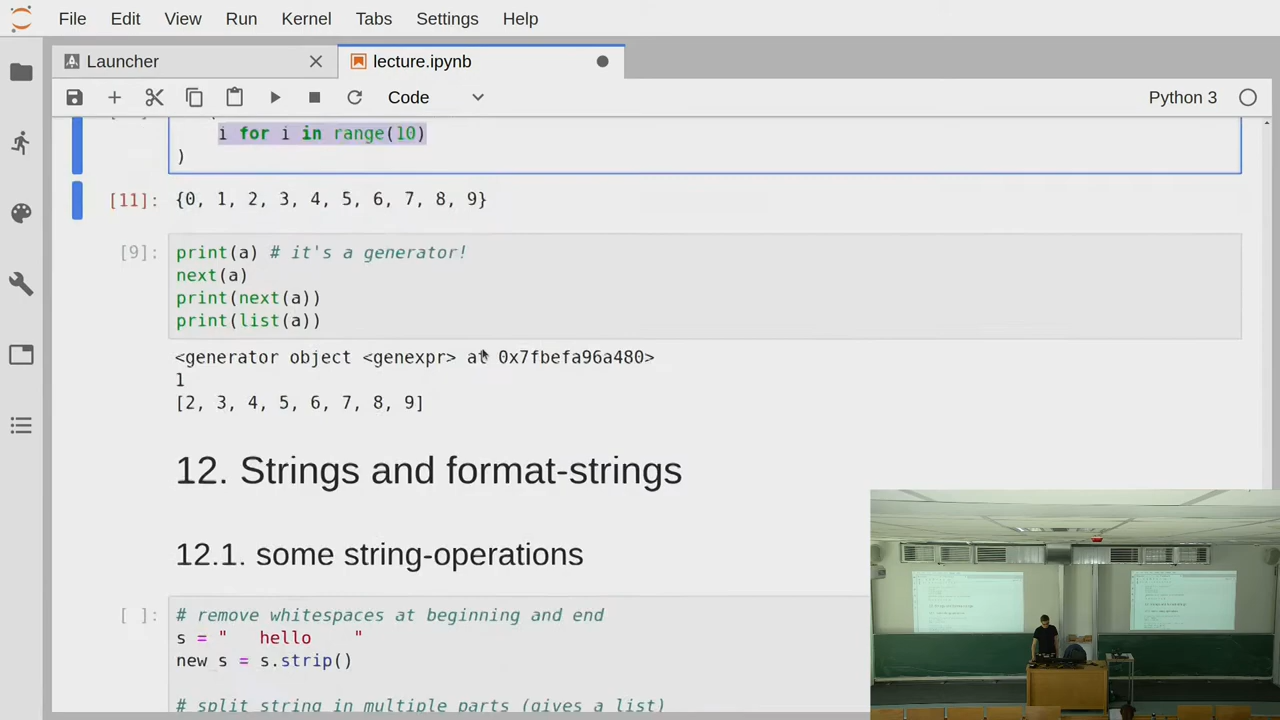 File Edit View Run Kernel Tabs Settings Help
Launcher
lecture.ipynb
Code
Python 3
i for i in range(10)
)
[11]: {0, 1, 2, 3, 4, 5, 6, 7, 8, 9}
[9]: print(a) # it's a generator!
next(a)
print(next(a))
print(list(a))
<generator object <genexpr> at 0x7fbefa96a480>
1
[2, 3, 4, 5, 6, 7, 8, 9]
12. Strings and format-strings
12.1. some string-operations
[ ]: # remove whitespaces at beginning and end
s = "   hello    "
new s = s.strip()
# split string in multiple parts (gives a list)